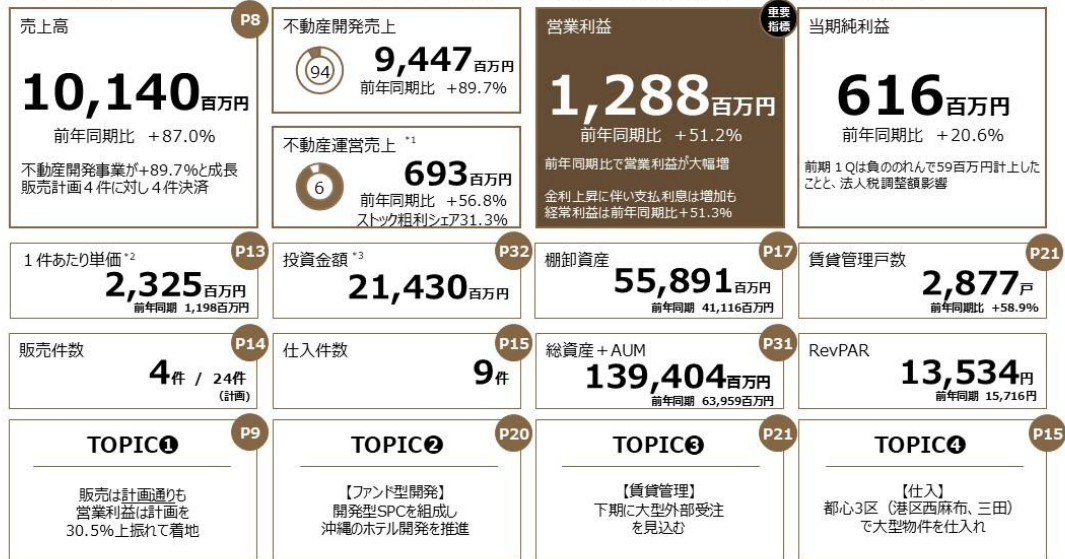 売上高
P8
10,140百万円
前年同期比 +87.0%
不動産開発事業が+89.7%と成長
販売計画4件に対し4件決済
不動産開発売上
94
9,447百万円
前年同期比 +89.7%
不動産運営売上 *1
6
693百万円
前年同期比 +56.8%
ストック粗利シェア31.3%
営業利益
重要
指標
1,288百万円
前年同期比 +51.2%
前年同期比で営業利益が大幅増
金利上昇に伴い支払利息は増加も
経常利益は前年同期比+51.3%
当期純利益
616百万円
前年同期比 +20.6%
前期1Qは負ののれんで59百万円計上した
ことと、法人税調整額影響
1件あたり単価*2
P13
2,325百万円
前年同期 1,198百万円
投資金額 *3
P32
21,430百万円
棚卸資産
P17
55,891百万円
前年同期 41,116百万円
賃貸管理戸数
P21
2,877戸
前年同期比 +58.9%
販売件数
P14
4件 / 24件
(計画)
仕入件数
P15
9件
総資産+AUM
P31
139,404百万円
前年同期 63,959百万円
RevPAR
13,534円
前年同期 15,716円
TOPIC❶
P9
販売は計画通りも
営業利益は計画を
30.5%上振れて着地
TOPIC❷
P20
【ファンド型開発】
開発型SPCを組成し
沖縄のホテル開発を推進
TOPIC❸
P21
【賃貸管理】
下期に大型外部受注
を見込む
TOPIC❹
P15
【仕入】
都心3区(港区西麻布、三田)
で大型物件を仕入れ